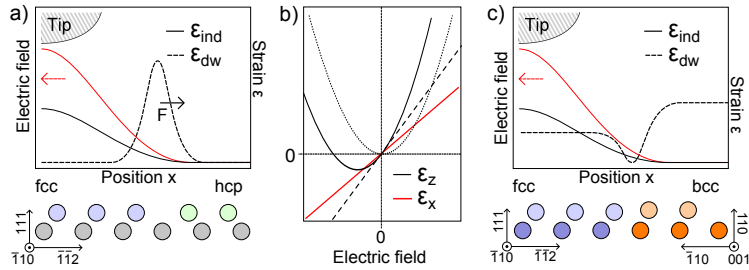 a)
Tip
ε_ind
ε_dw
F
Electric field
Strain ε
Position x
fcc
hcp
111
1̅10
1̅1̅2
b)
0
ε_z
ε_x
0
Electric field
c)
Tip
ε_ind
ε_dw
Electric field
Strain ε
Position x
fcc
bcc
111
1̅10
1̅1̅2
1̅10
110
001